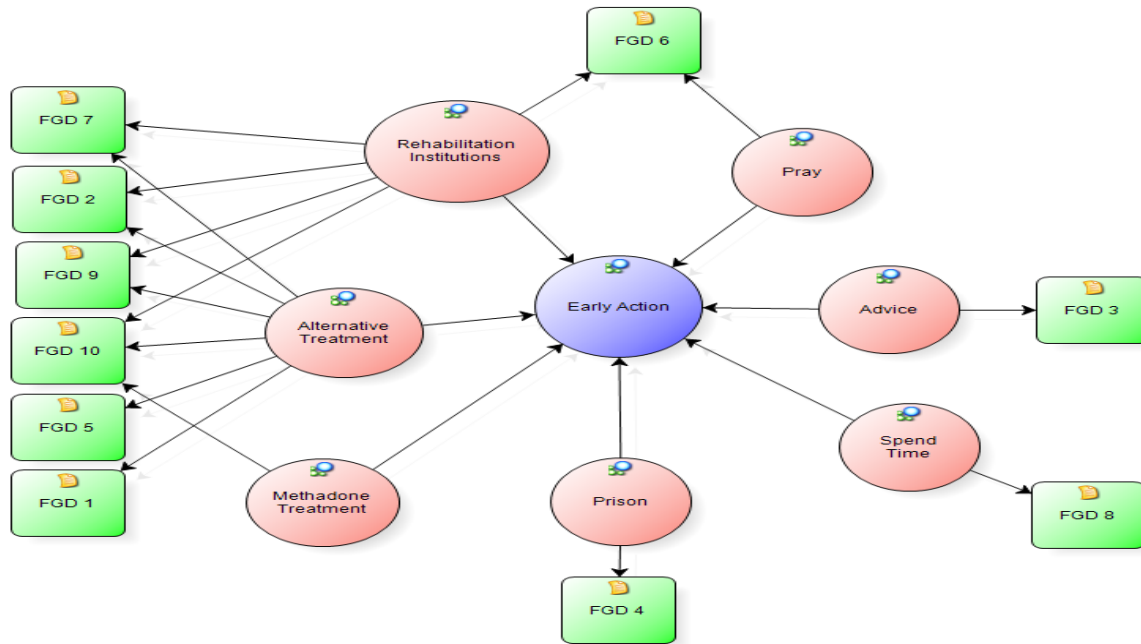 FGD 6
FGD 7
Rehabilitation
Institutions
Pray
FGD 2
FGD 9
Early Action
Advice
FGD 3
Alternative
Treatment
FGD 10
FGD 5
Spend
Time
FGD 1
Methadone
Treatment
Prison
FGD 8
FGD 4